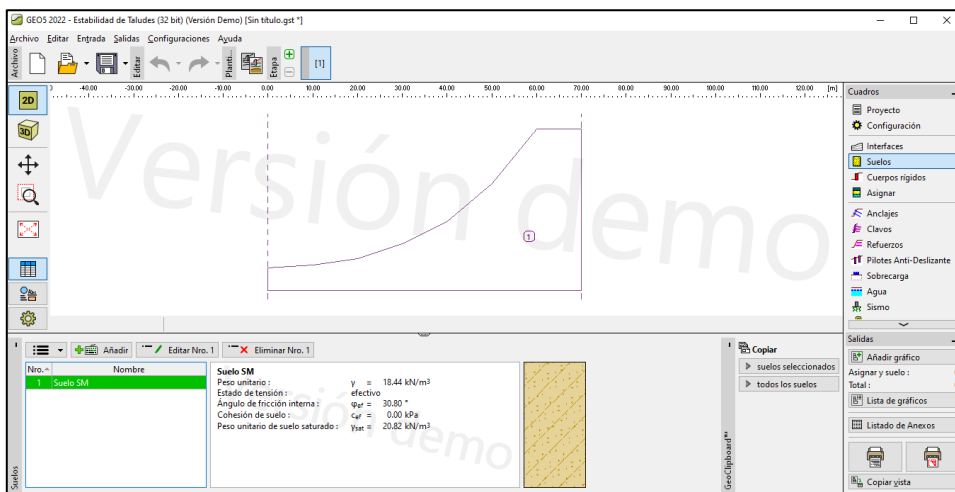 GEO5 2022 - Estabilidad de Taludes (32 bit) (Versión Demo) [Sin título.gst *]
Archivo Editar Entrada Salidas Configuraciones Ayuda
Archivo Editar Planti... Etapa [1]
-40.00 -30.00 -20.00 -10.00 0.00 10.00 20.00 30.00 40.00 50.00 60.00 70.00 80.00 90.00 100.00 110.00 120.00 [m]
2D
3D
Versión demo
1
Cuadros
Proyecto
Configuración
Interfaces
Suelos
Cuerpos rígidos
Asignar
Anclajes
Clavos
Refuerzos
Pilotes Anti-Deslizante
Sobrecarga
Agua
Sismo
Salidas
Añadir gráfico
Asignar y suelo :
Total :
Lista de gráficos
Listado de Anexos
Copiar vista
Añadir Editar Nro. 1 Eliminar Nro. 1
Nro. Nombre
1 Suelo SM
Suelo SM
Peso unitario : γ = 18.44 kN/m³
Estado de tensión : efectivo
Ángulo de fricción interna : φef = 30.80 °
Cohesión de suelo : cef = 0.00 kPa
Peso unitario de suelo saturado : γsat = 20.82 kN/m³
Versión demo
Suelos
GeoClipboard™
Copiar
suelos seleccionados
todos los suelos